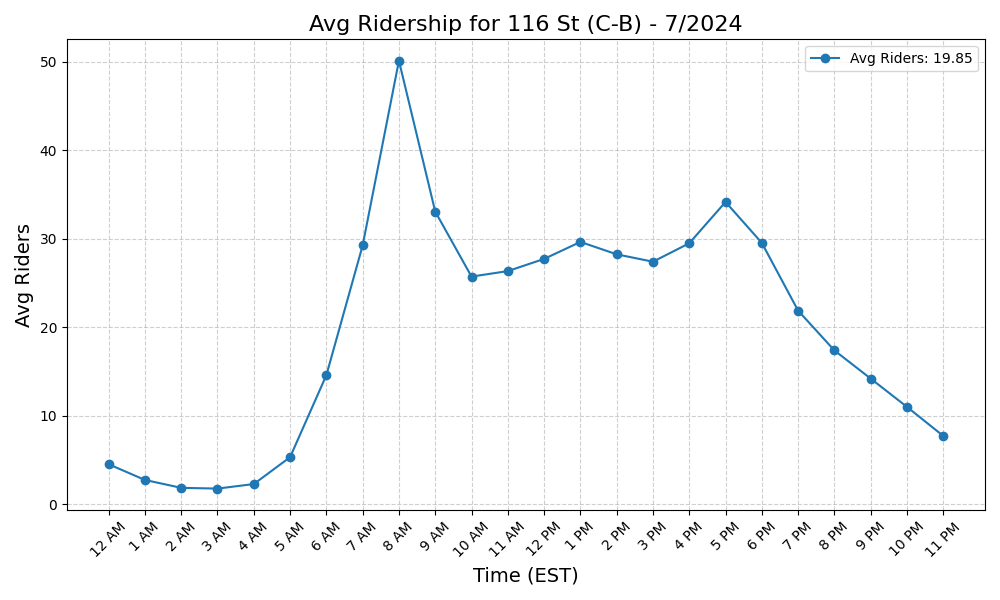 Avg Ridership for 116 St (C-B) - 7/2024
Avg Riders: 19.85
Avg Riders
50
40
30
20
10
0
12 AM
1 AM
2 AM
3 AM
4 AM
5 AM
6 AM
7 AM
8 AM
9 AM
10 AM
11 AM
12 PM
1 PM
2 PM
3 PM
4 PM
5 PM
6 PM
7 PM
8 PM
9 PM
10 PM
11 PM
Time (EST)